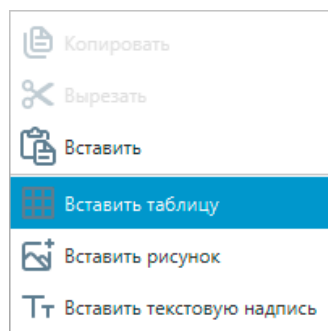 Копировать
Вырезать
Вставить
Вставить таблицу
Вставить рисунок
Вставить текстовую надпись